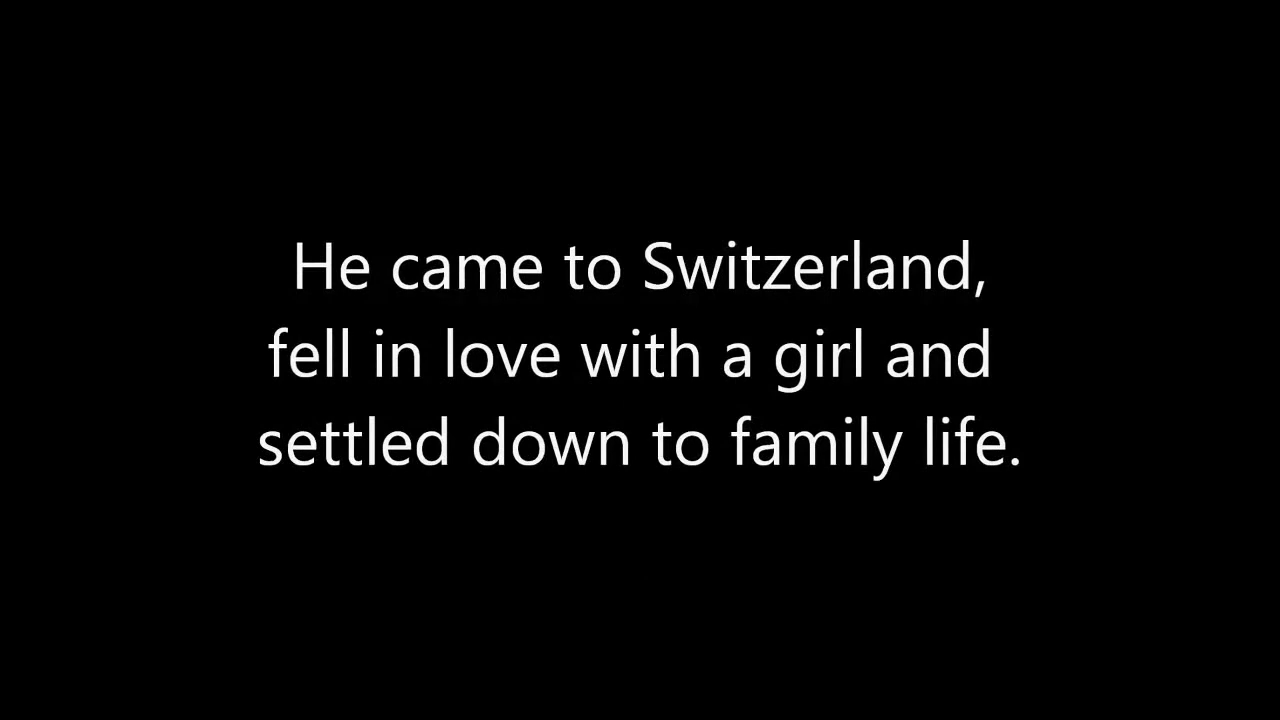 He came to Switzerland,
fell in love with a girl and
settled down to family life.